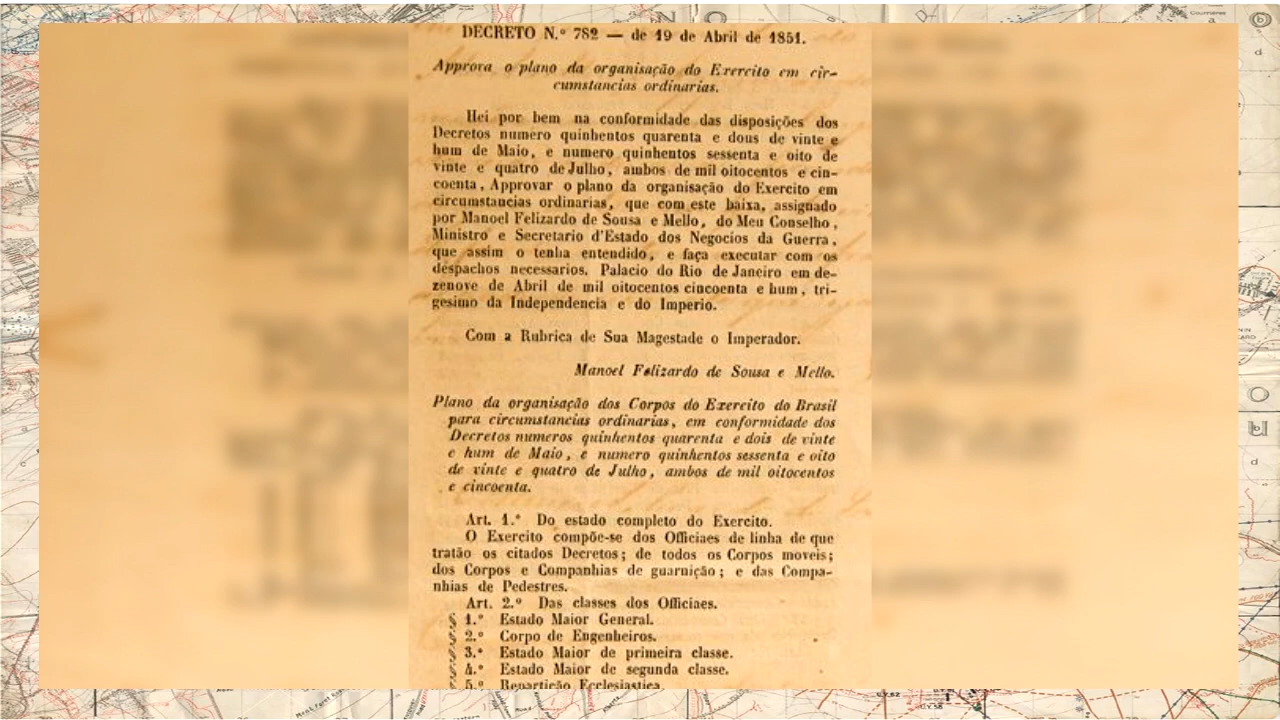 DECRETO N.º 782 — de 19 de Abril de 1851.
Approva o plano da organisação do Exercito em cir-
cumstancias ordinarias.
Hei por bem na conformidade das disposições dos
Decretos numero quinhentos quarenta e dous de vinte e
hum de Maio, e numero quinhentos sessenta e oito de
vinte e quatro de Julho, ambos de mil oitocentos e cin-
coenta, Approvar o plano da organisação do Exercito em
circumstancias ordinarias, que com este baixa, assignado
por Manoel Felizardo de Sousa e Mello, do Meu Conselho,
Ministro e Secretario d'Estado dos Negocios da Guerra,
que assim o tenha entendido, e faça executar com os
despachos necessarios. Palacio do Rio de Janeiro em de-
zenove de Abril de mil oitocentos cincoenta e hum, tri-
gesimo da Independencia e do Imperio.
Com a Rubrica de Sua Magestade o Imperador.
Manoel Felizardo de Sousa e Mello.
Plano da organisação dos Corpos do Exercito do Brasil
para circumstancias ordinarias, em conformidade dos
Decretos numeros quinhentos quarenta e dois de vinte
e hum de Maio, e numero quinhentos sessenta e oito
de vinte e quatro de Julho, ambos de mil oitocentos
e cincoenta.
Art. 1.º Do estado completo do Exercito.
O Exercito compõe-se dos Officiaes de linha de que
tratão os citados Decretos; de todos os Corpos moveis;
dos Corpos e Companhias de guarnição; e das Compa-
nhias de Pedestres.
Art. 2.º Das classes dos Officiaes.
1.º Estado Maior General.
2.º Corpo de Engenheiros.
3.º Estado Maior de primeira classe.
4.º Estado Maior de segunda classe.
5.º Repartição Ecclesiastica